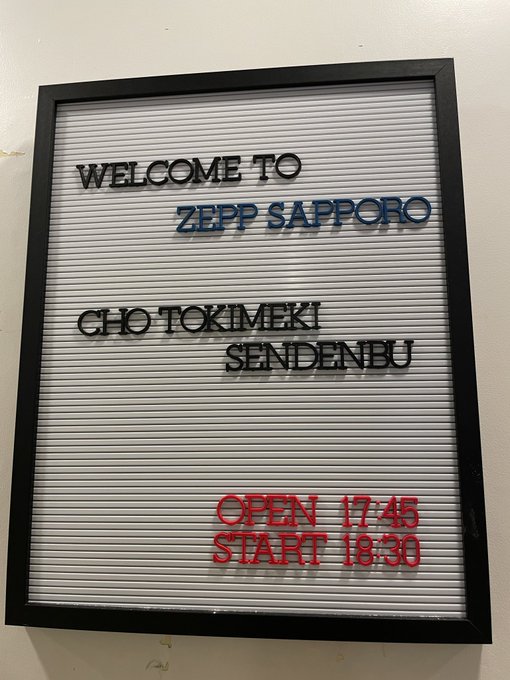 WELCOME TO
ZEPP SAPPORO
CHO TOKIMEKI
SENDENBU
OPEN 17:45
START 18:30